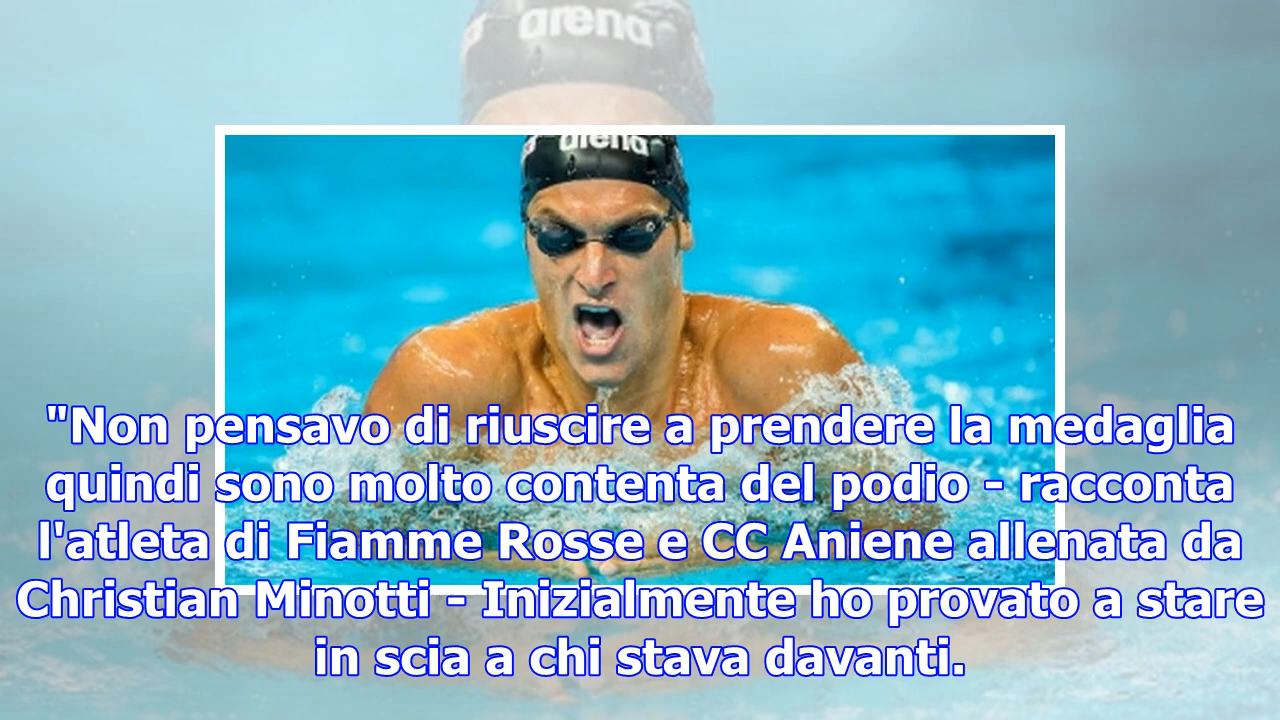 arena
arena
"Non pensavo di riuscire a prendere la medaglia
quindi sono molto contenta del podio - racconta
l'atleta di Fiamme Rosse e CC Aniene allenata da
Christian Minotti - Inizialmente ho provato a stare
in scia a chi stava davanti.